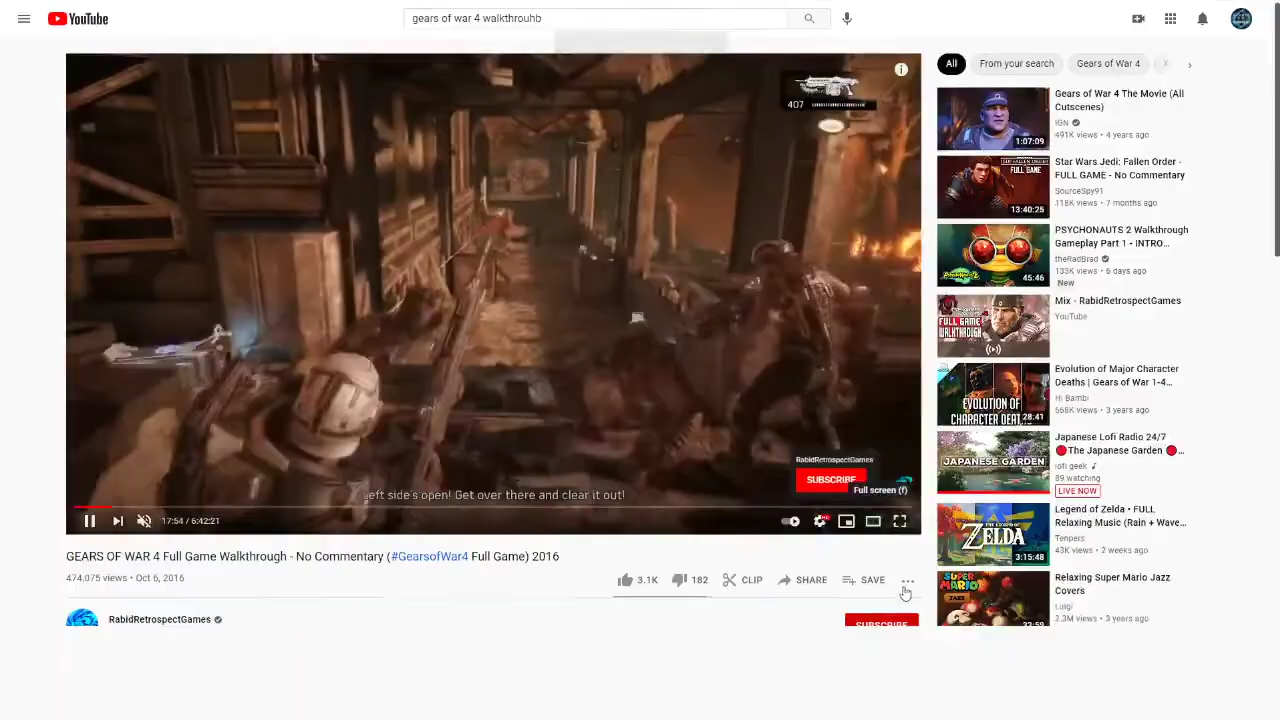 YouTube
gears of war 4 walkthrouhb
407
RabidRetrospectGames
SUBSCRIBE
Full screen (f)
eft side's open! Get over there and clear it out!
17:54 / 6:42:21
HD
GEARS OF WAR 4 Full Game Walkthrough - No Commentary (#GearsofWar4 Full Game) 2016
474,075 views • Oct 6, 2016
3.1K
182
CLIP
SHARE
SAVE
RabidRetrospectGames
SUBSCRIBE
All
From your search
Gears of War 4
1:07:09
Gears of War 4 The Movie (All
Cutscenes)
IGN
491K views • 4 years ago
FULL GAME
13:40:25
Star Wars Jedi: Fallen Order -
FULL GAME - No Commentary
SourceSpy91
118K views • 7 months ago
45:46
PSYCHONAUTS 2 Walkthrough
Gameplay Part 1 - INTRO...
theRadBrad
133K views • 6 days ago
New
FULL GAME
WALKTHROUGH
Mix - RabidRetrospectGames
YouTube
EVOLUTION OF
CHARACTER DEAT
28:41
Evolution of Major Character
Deaths | Gears of War 1-4...
Hi Bambi
568K views • 3 years ago
JAPANESE GARDEN
Japanese Lofi Radio 24/7
🔴The Japanese Garden 🔴...
lofi geek
89 watching
LIVE NOW
THE LEGEND OF
ZELDA
3:15:48
Legend of Zelda • FULL
Relaxing Music (Rain + Wave...
Tenpers
43K views • 2 weeks ago
SUPER
MARIO
JAZZ
33:59
Relaxing Super Mario Jazz
Covers
Luigi
2.3M views • 3 years ago